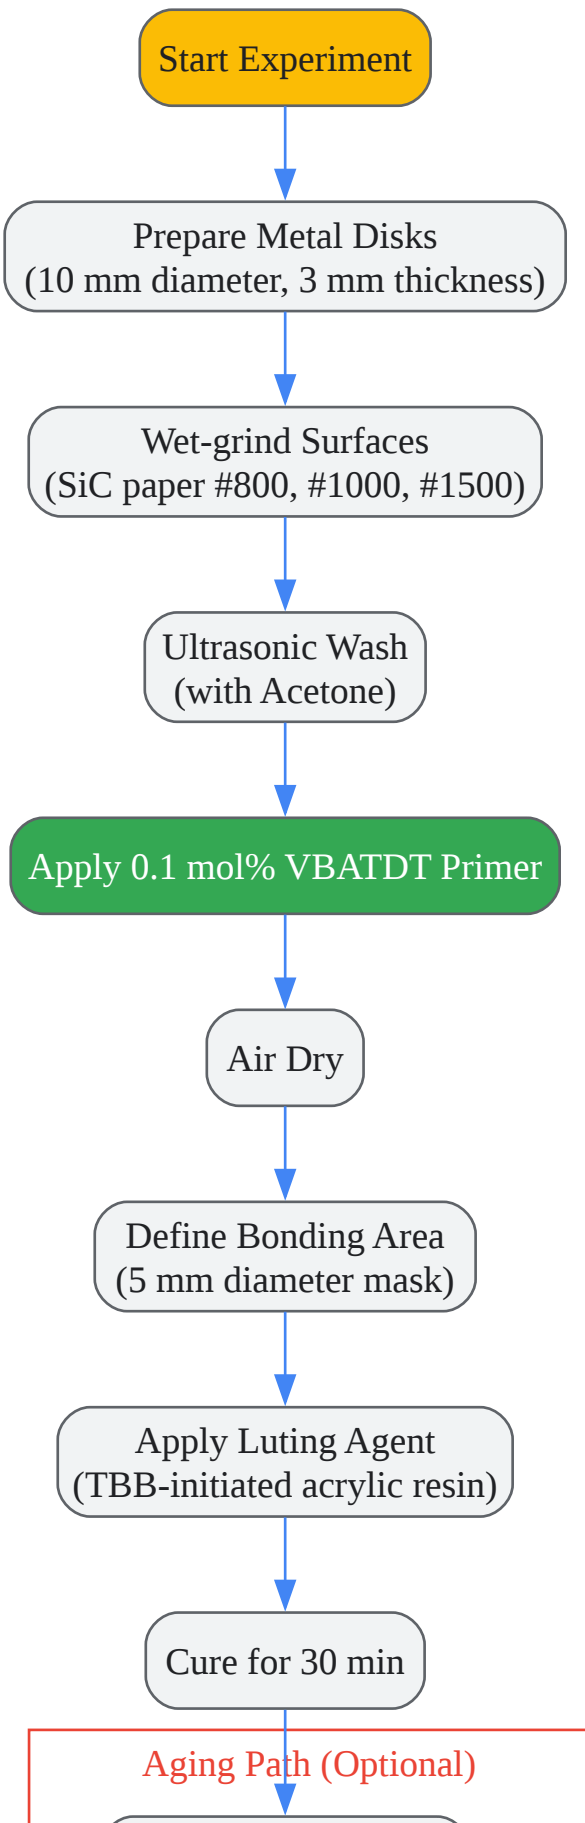 Start Experiment
Prepare Metal Disks
(10 mm diameter, 3 mm thickness)
Wet-grind Surfaces
(SiC paper #800, #1000, #1500)
Ultrasonic Wash
(with Acetone)
Apply 0.1 mol% VBATDT Primer
Air Dry
Define Bonding Area
(5 mm diameter mask)
Apply Luting Agent
(TBB-initiated acrylic resin)
Cure for 30 min
Aging Path (Optional)